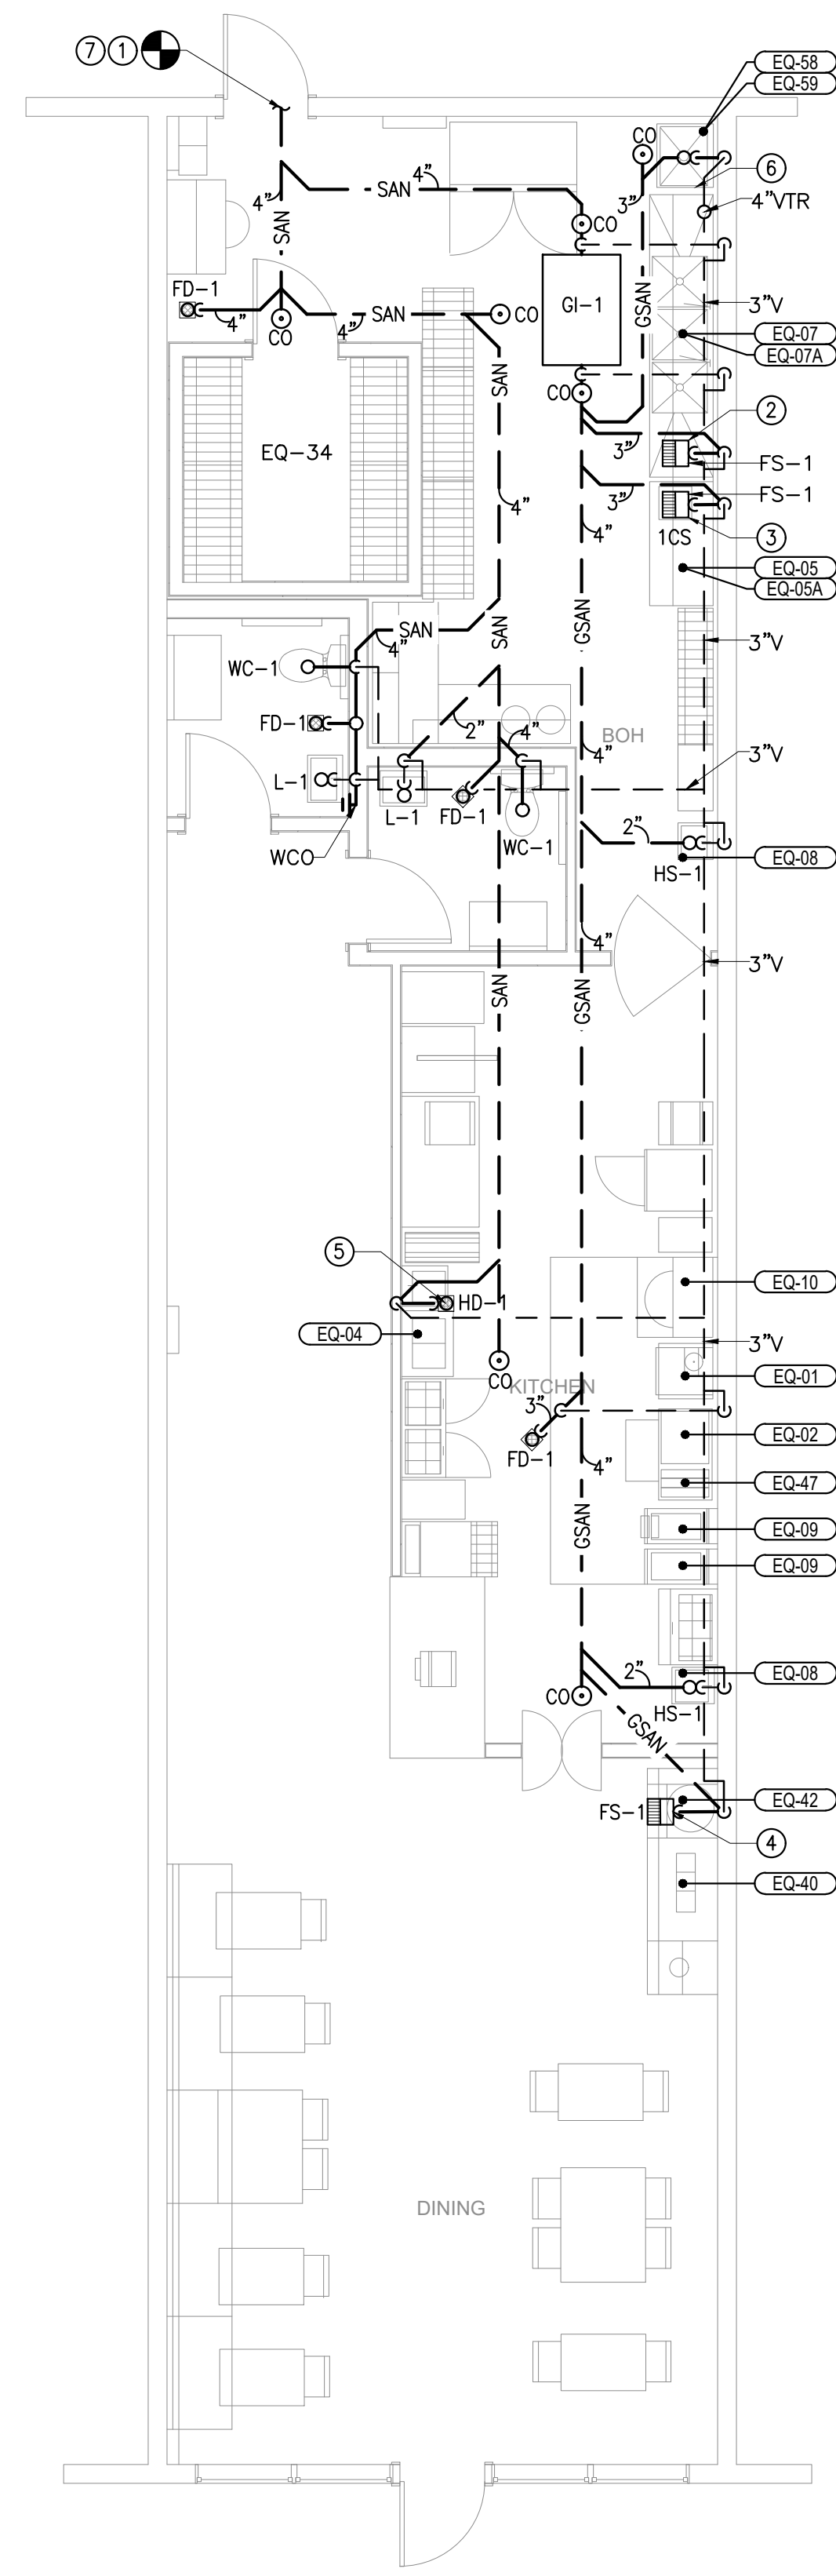 7 1
EQ-58
EQ-59
CO
6
4"
SAN
4"
3"
4"VTR
CO
SAN
FD-1
GI-1
GSAN
3"V
4"
4"
SAN
CO
CO
EQ-07
EQ-07A
SAN
CO
2
EQ-34
3"
FS-1
FS-1
4"
3"
4"
1CS
3
EQ-05
EQ-05A
SAN
4"
SAN
GSAN
3"V
WC-1
2"
4"
FD-1
BOH
4"
3"V
L-1
L-1
FD-1
2"
WC-1
WCO
HS-1
EQ-08
4"
3"V
SAN
GSAN
5
EQ-10
HD-1
EQ-04
3"V
CO
KITCHEN
EQ-01
3"
FD-1
EQ-02
4"
EQ-47
GSAN
EQ-09
EQ-09
2"
EQ-08
CO
HS-1
GSAN
EQ-42
FS-1
4
EQ-40
DINING